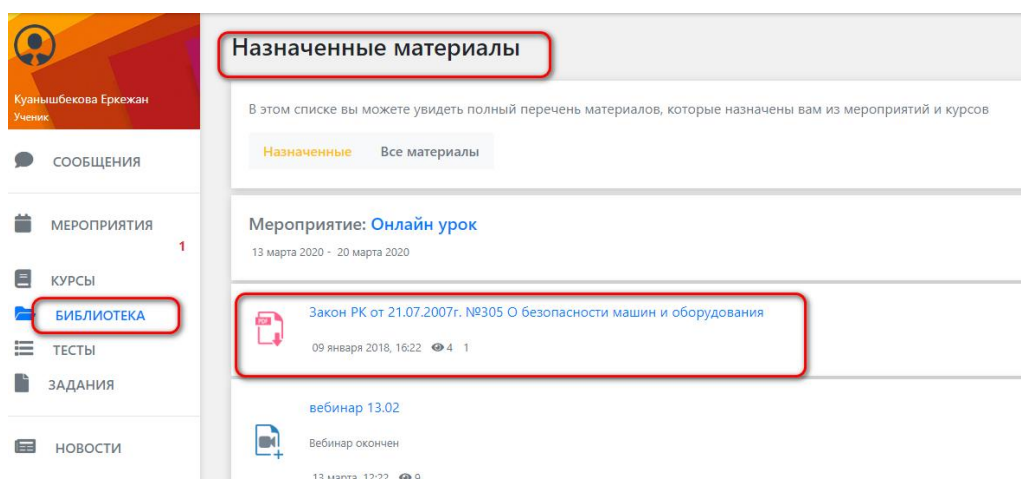 Назначенные материалы
Куанышбекова Еркежан
Ученик
В этом списке вы можете увидеть полный перечень материалов, которые назначены вам из мероприятий и курсов
Назначенные Все материалы
СООБЩЕНИЯ
МЕРОПРИЯТИЯ
1
КУРСЫ
БИБЛИОТЕКА
ТЕСТЫ
ЗАДАНИЯ
НОВОСТИ
Мероприятие: Онлайн урок
13 марта 2020 - 20 марта 2020
PDF
Закон РК от 21.07.2007г. №305 О безопасности машин и оборудования
09 января 2018, 16:22 4 1
вебинар 13.02
Вебинар окончен
13 марта, 12:22 9